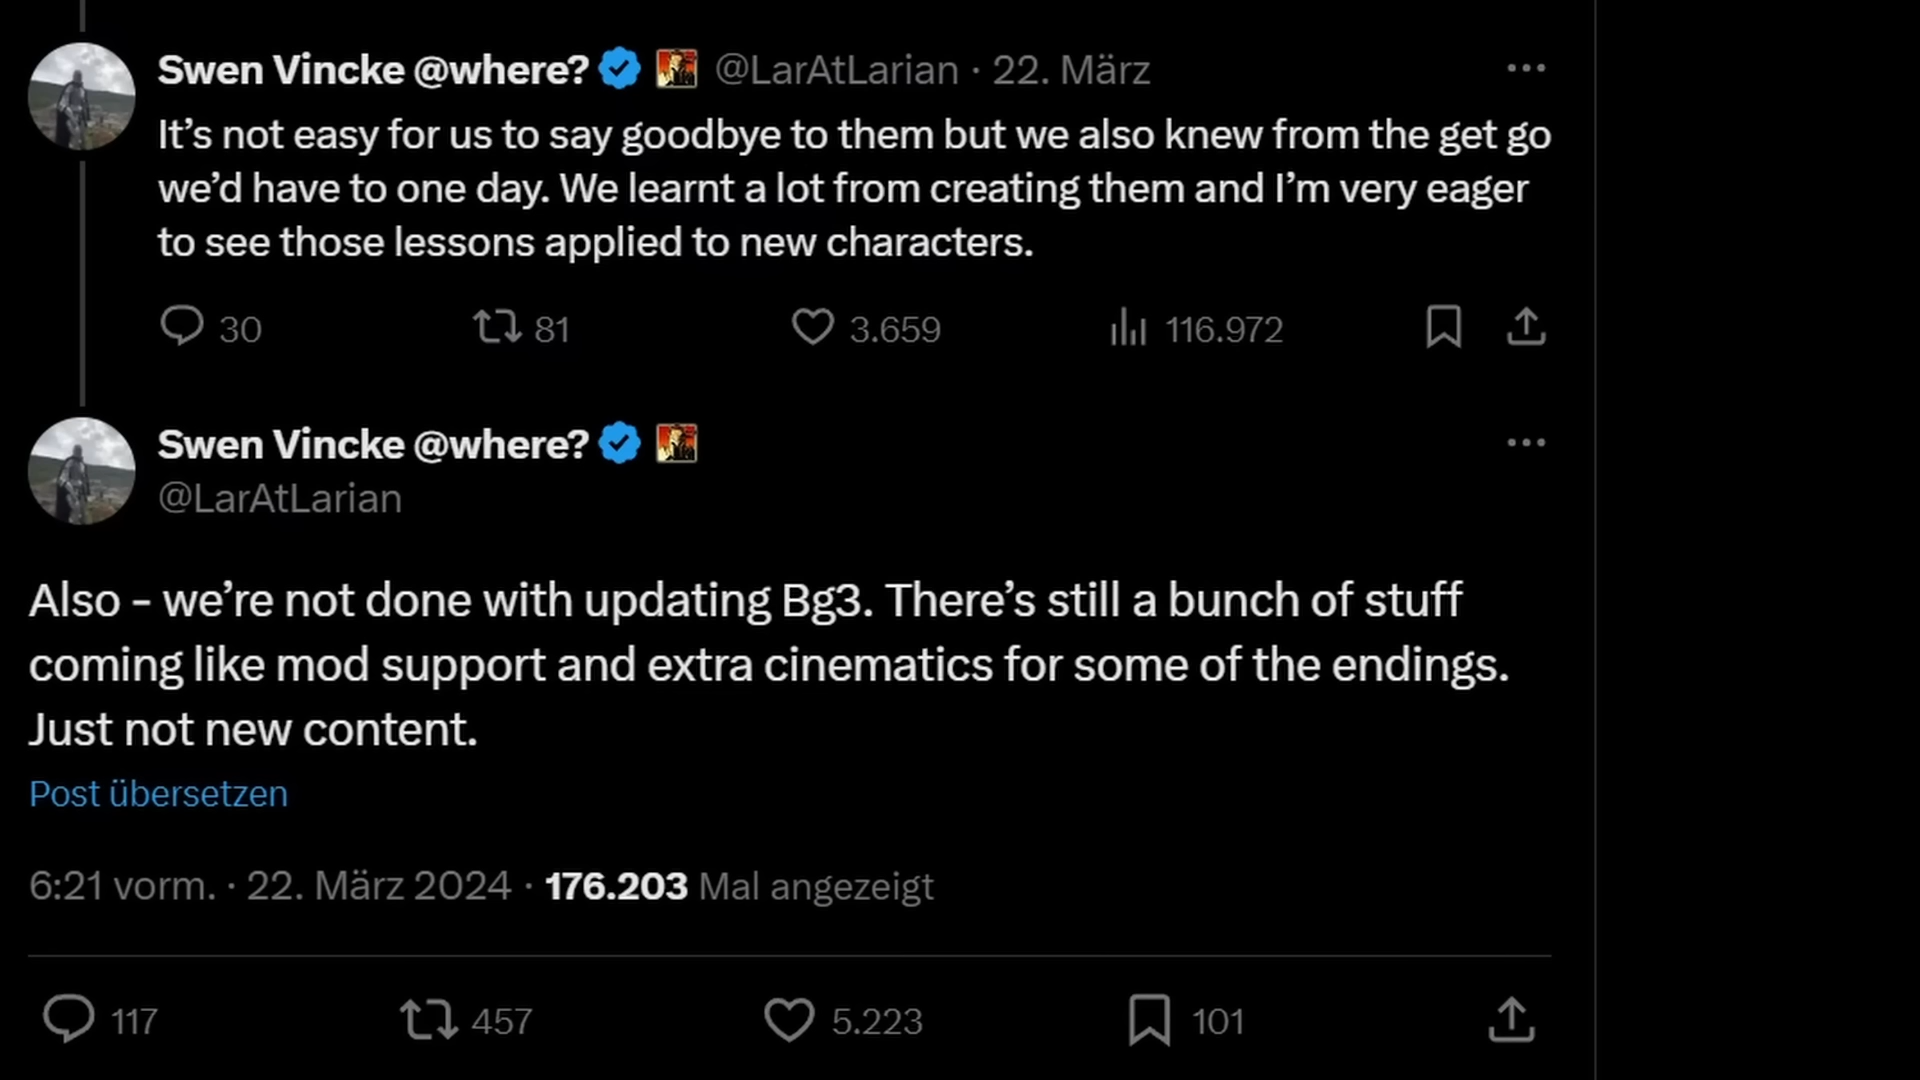 Swen Vincke @where? @LarAtLarian · 22. März
It’s not easy for us to say goodbye to them but we also knew from the get go
we’d have to one day. We learnt a lot from creating them and I’m very eager
to see those lessons applied to new characters.
30 81 3.659 116.972
Swen Vincke @where?
@LarAtLarian
Also - we’re not done with updating Bg3. There’s still a bunch of stuff
coming like mod support and extra cinematics for some of the endings.
Just not new content.
Post übersetzen
6:21 vorm. · 22. März 2024 · 176.203 Mal angezeigt
117 457 5.223 101